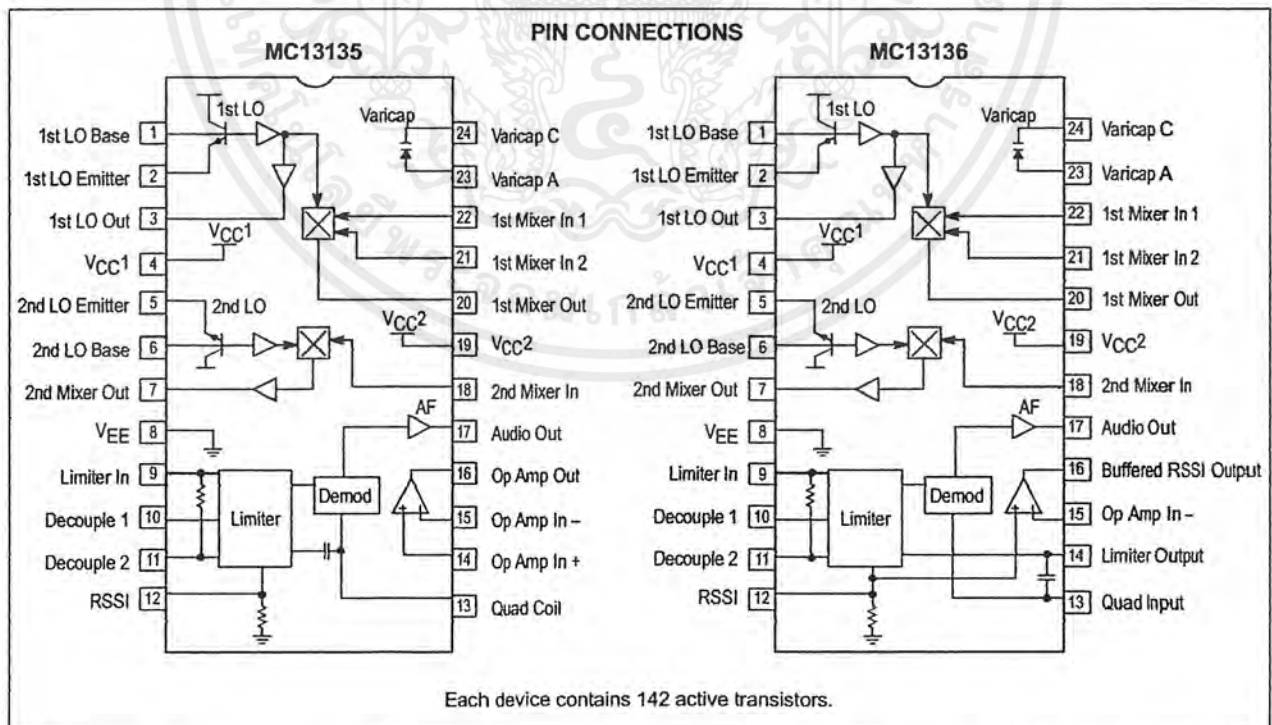 PIN CONNECTIONS
MC13135
1st LO
Varicap
1st LO Base 1
1st LO Emitter 2
1st LO Out 3
VCC1
VCC1 4
2nd LO Emitter 5
2nd LO
2nd LO Base 6
2nd Mixer Out 7
VEE 8
Limiter In 9
Decouple 1 10
Decouple 2 11
RSSI 12
Limiter
Demod
AF
VCC2
24 Varicap C
23 Varicap A
22 1st Mixer In 1
21 1st Mixer In 2
20 1st Mixer Out
19 VCC2
18 2nd Mixer In
17 Audio Out
16 Op Amp Out
15 Op Amp In –
14 Op Amp In +
13 Quad Coil
MC13136
1st LO
Varicap
1st LO Base 1
1st LO Emitter 2
1st LO Out 3
VCC1
VCC1 4
2nd LO Emitter 5
2nd LO
2nd LO Base 6
2nd Mixer Out 7
VEE 8
Limiter In 9
Decouple 1 10
Decouple 2 11
RSSI 12
Limiter
Demod
AF
VCC2
24 Varicap C
23 Varicap A
22 1st Mixer In 1
21 1st Mixer In 2
20 1st Mixer Out
19 VCC2
18 2nd Mixer In
17 Audio Out
16 Buffered RSSI Output
15 Op Amp In –
14 Limiter Output
13 Quad Input
Each device contains 142 active transistors.